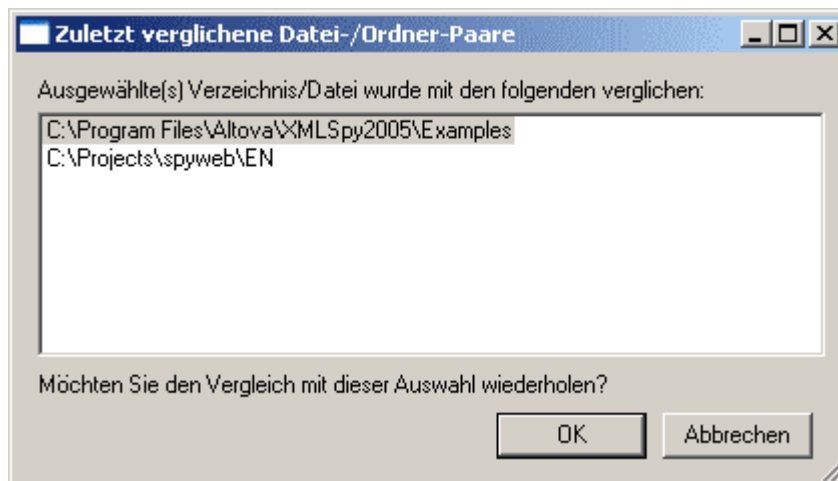 Zuletzt verglichene Datei-/Ordner-Paare
Ausgewählte(s) Verzeichnis/Datei wurde mit den folgenden verglichen:
C:\Program Files\Altova\XMLSpy2005\Examples
C:\Projects\spyweb\EN
Möchten Sie den Vergleich mit dieser Auswahl wiederholen?
OK Abbrechen